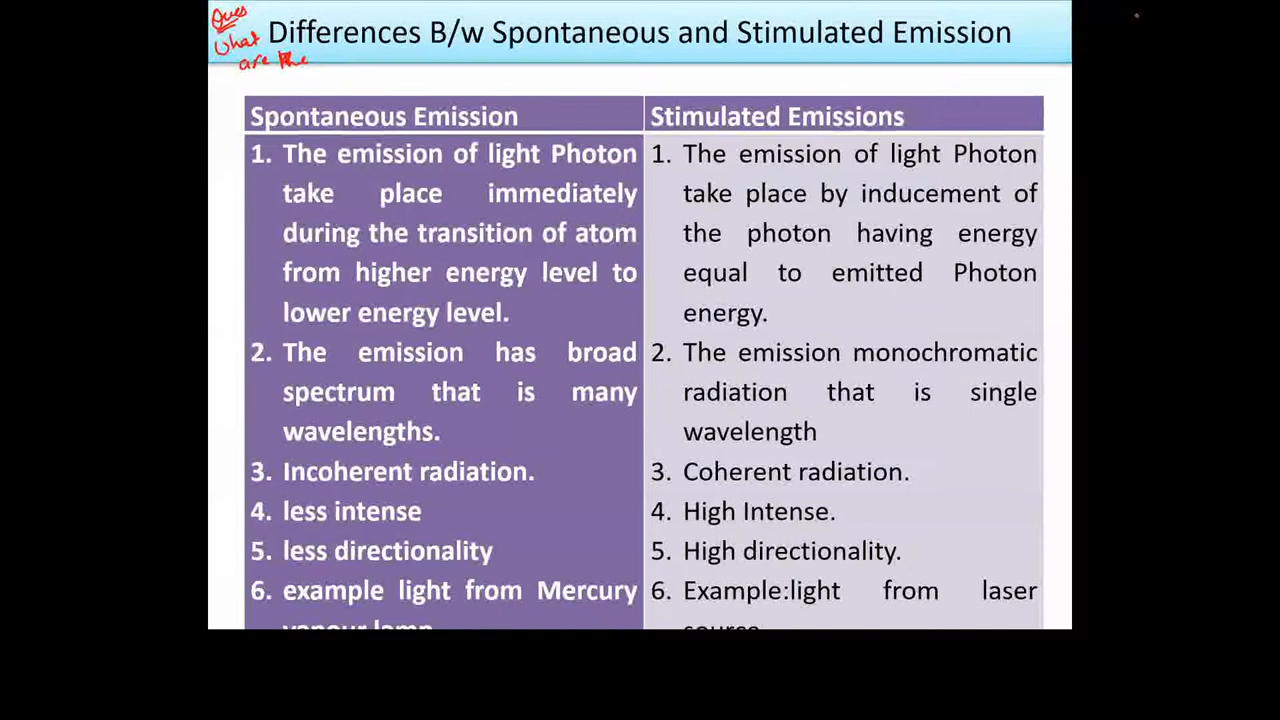 Ques
What
are the
Differences B/w Spontaneous and Stimulated Emission
Spontaneous Emission
1. The emission of light Photon
take place immediately
during the transition of atom
from higher energy level to
lower energy level.
2. The emission has broad
spectrum that is many
wavelengths.
3. Incoherent radiation.
4. less intense
5. less directionality
6. example light from Mercury
vapour lamp
Stimulated Emissions
1. The emission of light Photon
take place by inducement of
the photon having energy
equal to emitted Photon
energy.
2. The emission monochromatic
radiation that is single
wavelength
3. Coherent radiation.
4. High Intense.
5. High directionality.
6. Example:light from laser
source